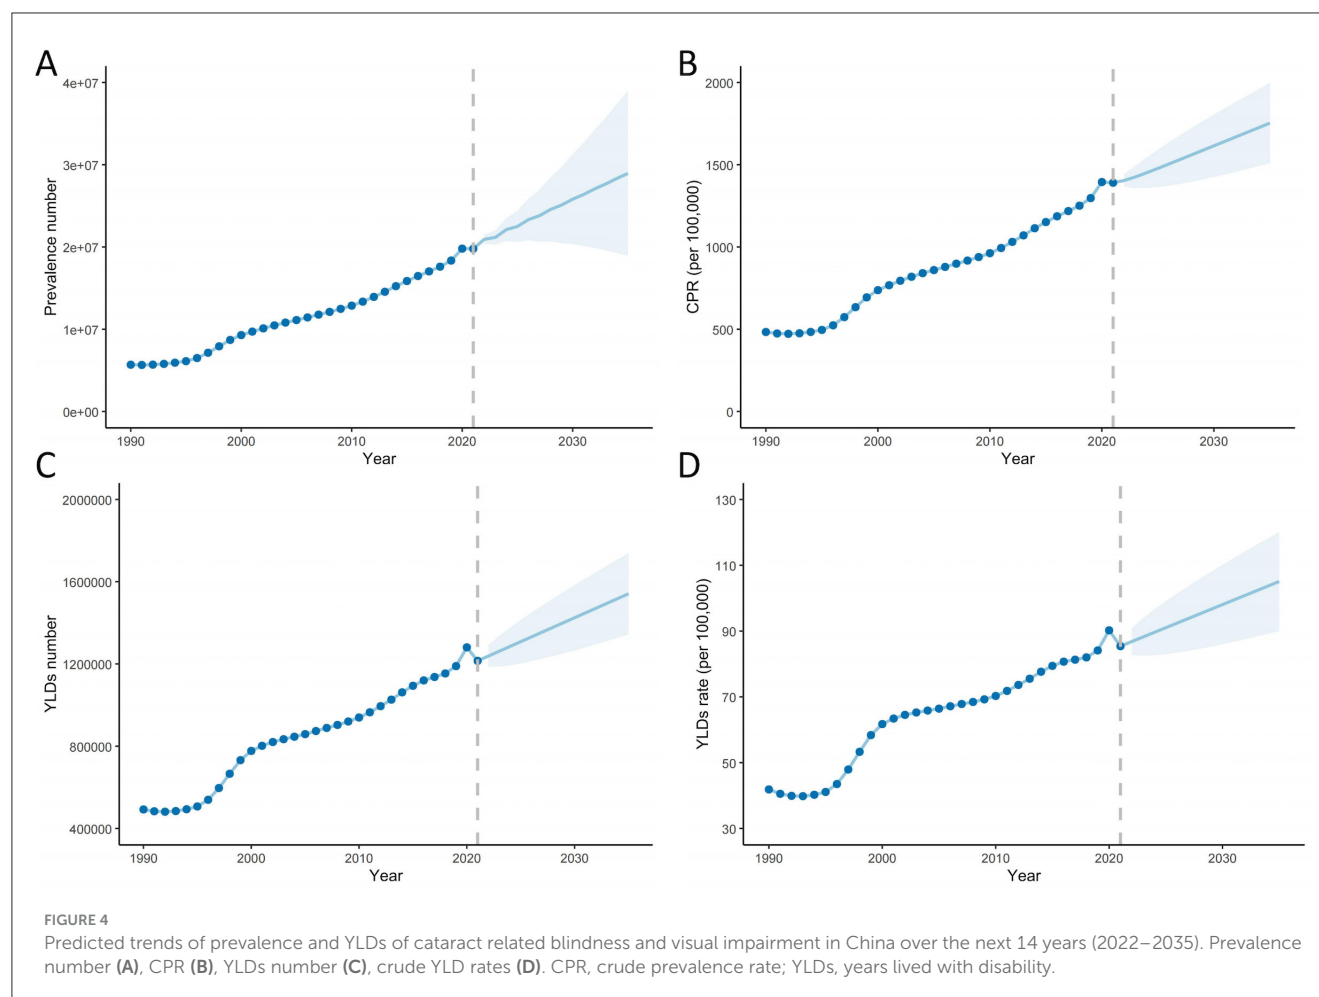 A
Prevalence number
4e+07
3e+07
2e+07
1e+07
0e+00
1990 2000 2010 2020 2030
Year
B
CPR (per 100,000)
2000
1500
1000
500
0
1990 2000 2010 2020 2030
Year
C
YLDs number
2000000
1600000
1200000
800000
400000
1990 2000 2010 2020 2030
Year
D
YLDs rate (per 100,000)
130
110
90
70
50
30
1990 2000 2010 2020 2030
Year
FIGURE 4
Predicted trends of prevalence and YLDs of cataract related blindness and visual impairment in China over the next 14 years (2022–2035). Prevalence
number (A), CPR (B), YLDs number (C), crude YLD rates (D). CPR, crude prevalence rate; YLDs, years lived with disability.